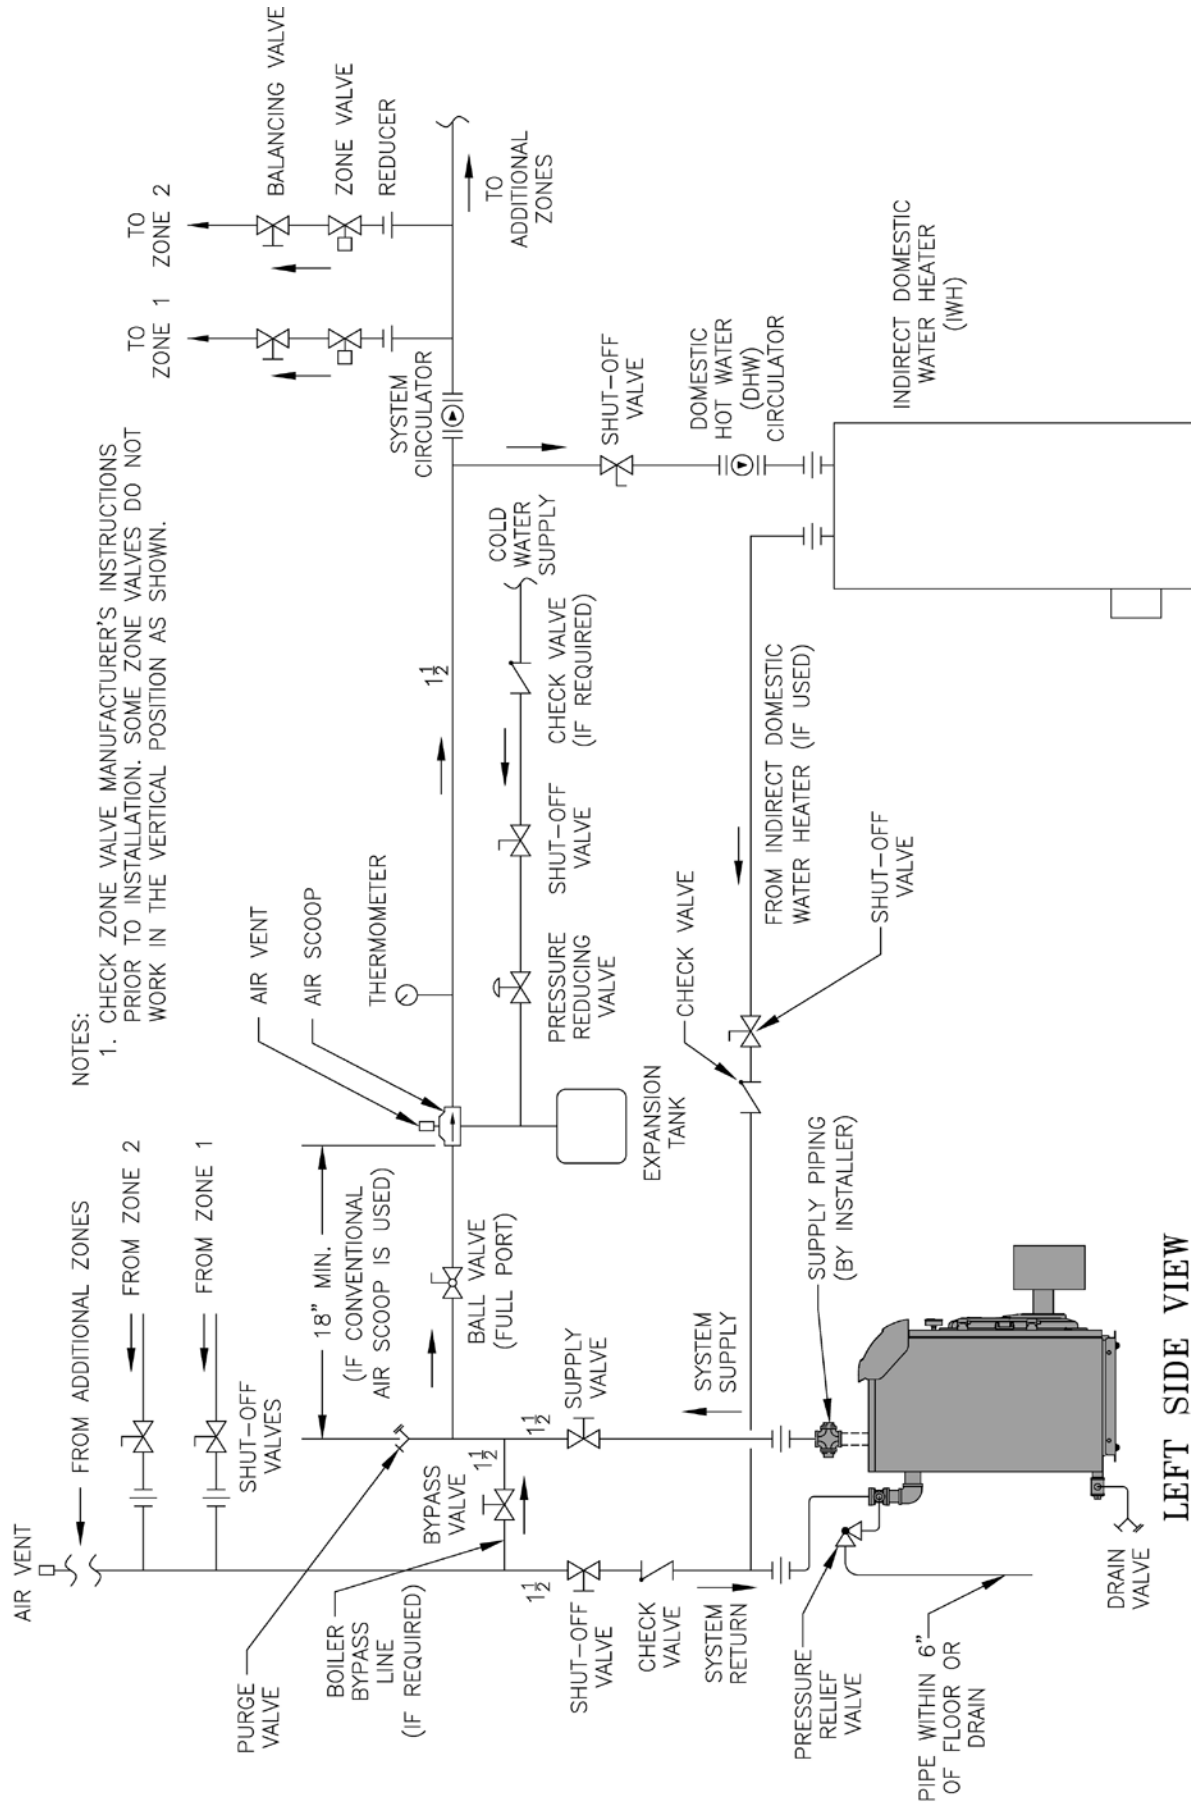 NOTES:
1. CHECK ZONE VALVE MANUFACTURER'S INSTRUCTIONS
PRIOR TO INSTALLATION. SOME ZONE VALVES DO NOT
WORK IN THE VERTICAL POSITION AS SHOWN.
AIR VENT
FROM ADDITIONAL ZONES
FROM ZONE 2
FROM ZONE 1
SHUT-OFF
VALVES
TO
ZONE 1
TO
ZONE 2
BALANCING VALVE
ZONE VALVE
REDUCER
TO
ADDITIONAL
ZONES
SYSTEM
CIRCULATOR
AIR VENT
AIR SCOOP
THERMOMETER
18" MIN.
(IF CONVENTIONAL
AIR SCOOP IS USED)
1 1/2
PURGE
VALVE
BALL VALVE
(FULL PORT)
BYPASS
VALVE
1 1/2
BOILER
BYPASS
LINE
(IF REQUIRED)
1 1/2
1 1/2
SUPPLY
VALVE
SHUT-OFF
VALVE
CHECK
VALVE
SYSTEM
RETURN
SYSTEM
SUPPLY
EXPANSION
TANK
PRESSURE
REDUCING
VALVE
SHUT-OFF
VALVE
CHECK VALVE
(IF REQUIRED)
COLD
WATER
SUPPLY
SHUT-OFF
VALVE
DOMESTIC
HOT WATER
(DHW)
CIRCULATOR
INDIRECT DOMESTIC
WATER HEATER
(IWH)
CHECK VALVE
FROM INDIRECT DOMESTIC
WATER HEATER (IF USED)
SHUT-OFF
VALVE
SUPPLY PIPING
(BY INSTALLER)
PRESSURE
RELIEF
VALVE
PIPE WITHIN 6"
OF FLOOR OR
DRAIN
DRAIN
VALVE
LEFT SIDE VIEW